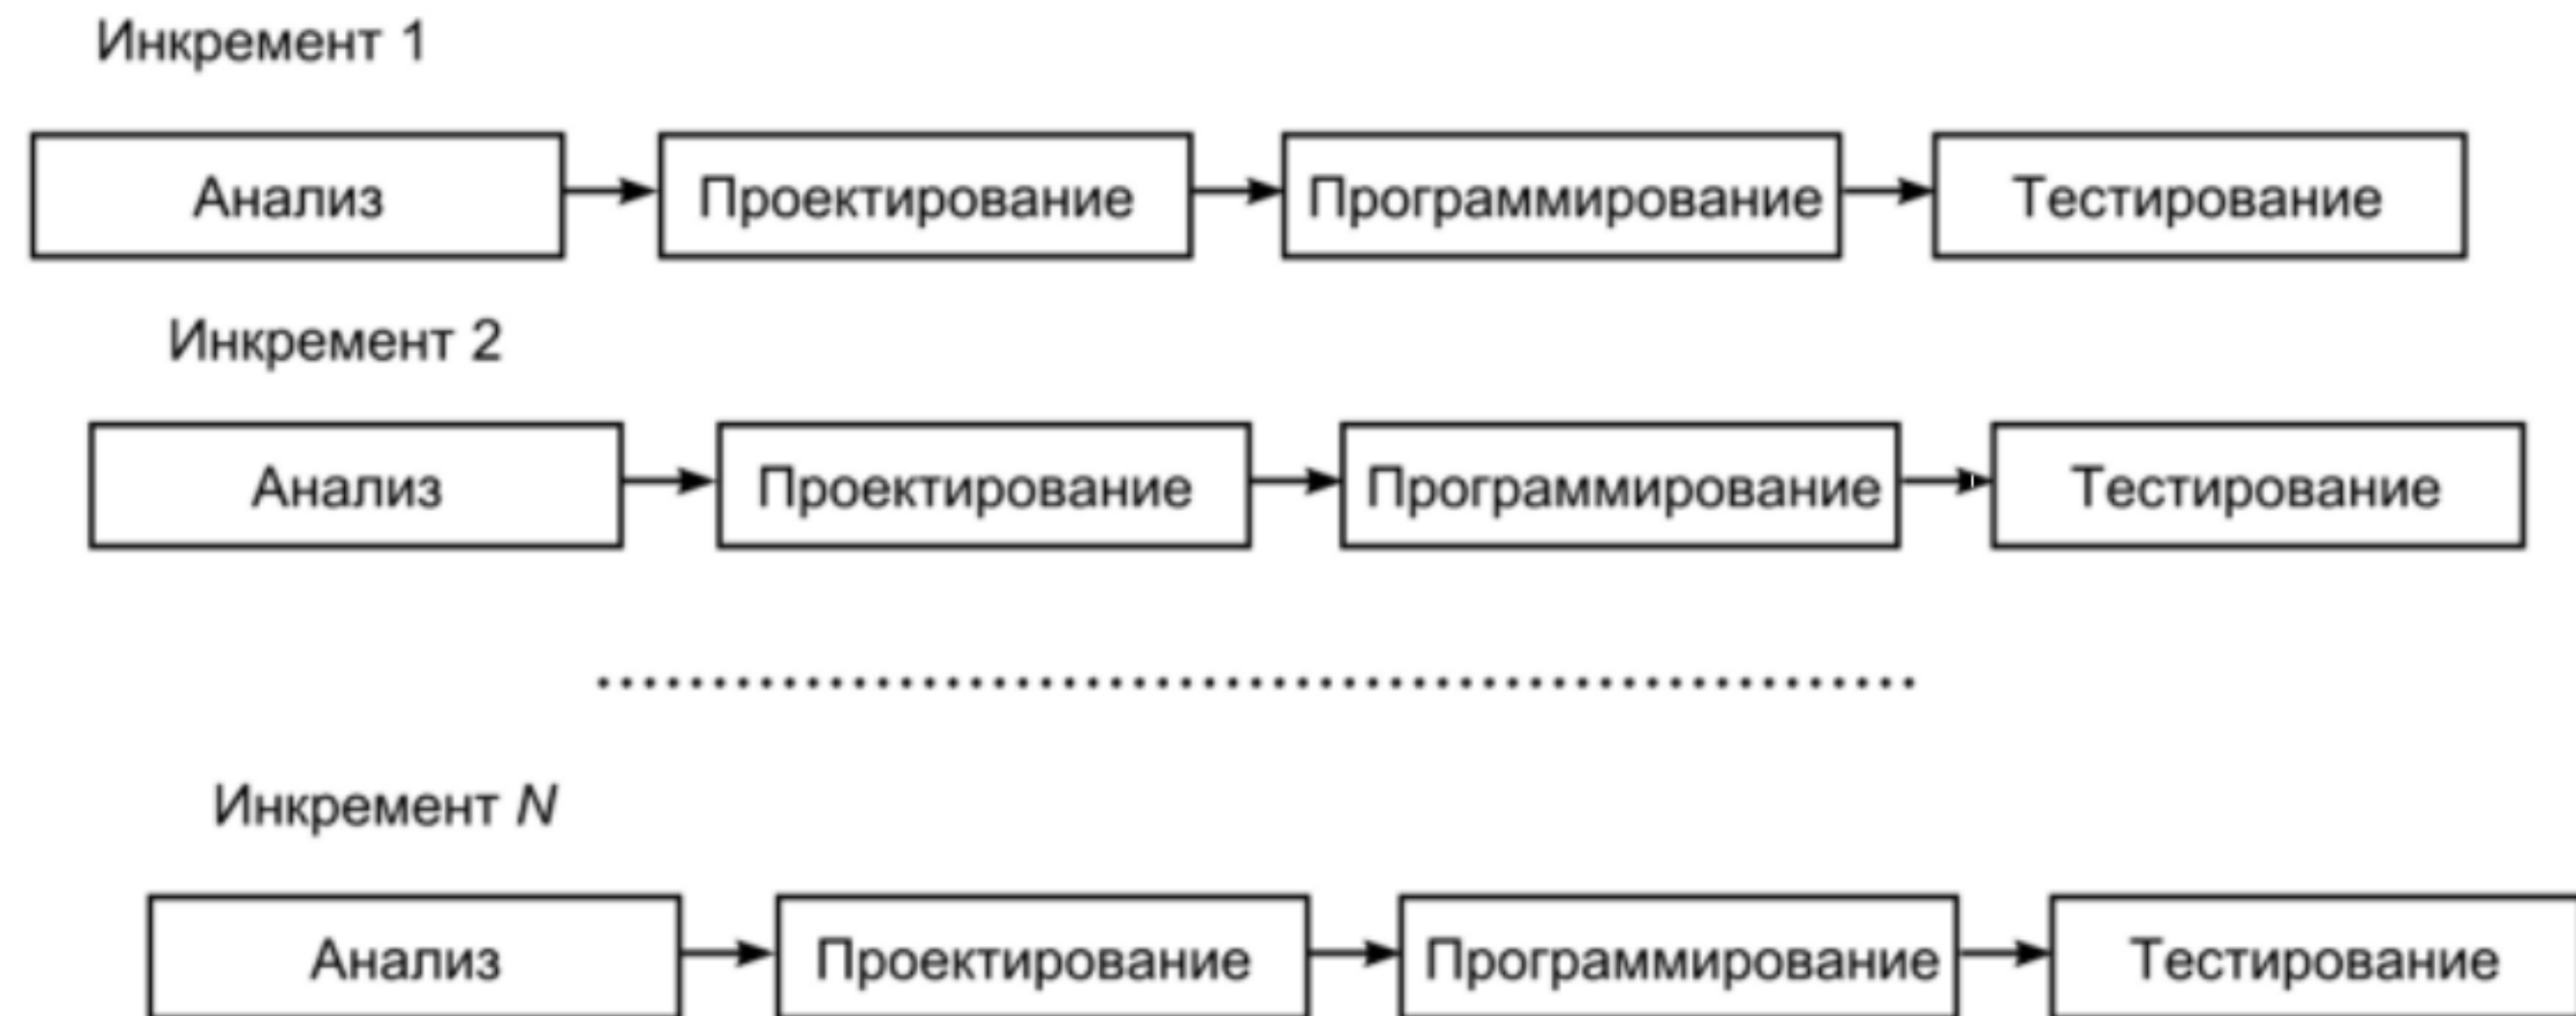 Инкремент 1
Анализ Проектирование Программирование Тестирование
Инкремент 2
Анализ Проектирование Программирование Тестирование
Инкремент N
Анализ Проектирование Программирование Тестирование